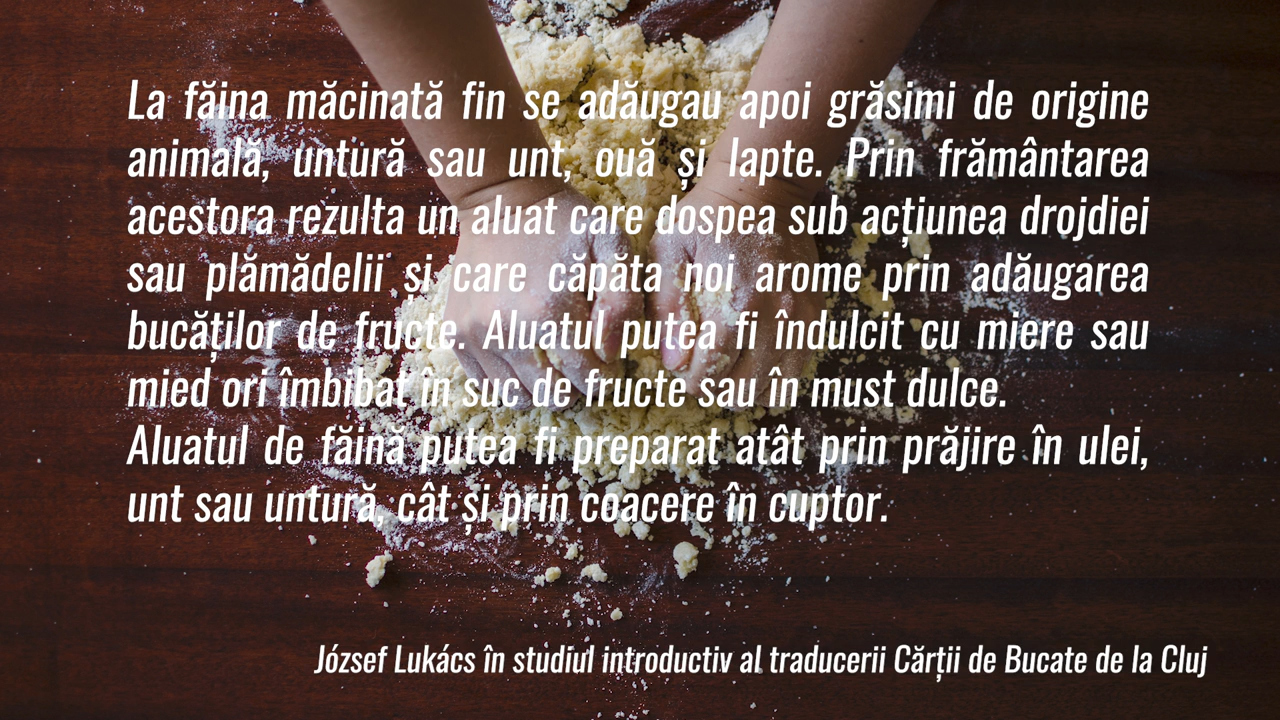 La făina măcinată fin se adăugau apoi grăsimi de origine
animală, untură sau unt, ouă și lapte. Prin frământarea
acestora rezulta un aluat care dospea sub acțiunea drojdiei
sau plămădelii și care căpăta noi arome prin adăugarea
bucăților de fructe. Aluatul putea fi îndulcit cu miere sau
mied ori îmbibat în suc de fructe sau în must dulce.
Aluatul de făină putea fi preparat atât prin prăjire în ulei,
unt sau untură, cât și prin coacere în cuptor.
József Lukács în studiul introductiv al traducerii Cărții de Bucate de la Cluj